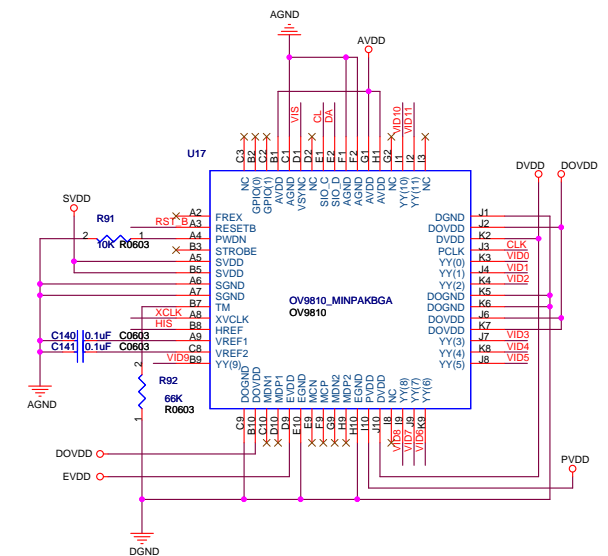 AGND
AVDD
VIS
CL
DA
VID10
VID11
C3
B2
C2
B1
C1
D1
D2
E1
E2
F1
F2
G1
H1
G2
I1
I2
I3
U17
NC
GPIO(0)
GPIO(1)
AVDD
AGND
VSYNC
NC
SIO_C
SIO_D
AGND
AGND
AVDD
AVDD
NC
YY(10)
YY(11)
NC
DVDD
DOVDD
SVDD
R91
2
10K
R0603
1
RST_B
A2 FREX
A3 RESETB
A4 PWDN
B3 STROBE
A5 SVDD
B5 SVDD
A6 SGND
A7 SGND
B7 TM
XCLK A8 XVCLK
HIS B8 HREF
C140 0.1uF C0603 A9 VREF1
C141 0.1uF C0603 C8 VREF2
VID9 B9 YY(9)
OV9810_MINPAKBGA
OV9810
DGND J1
DOVDD J2
DVDD K2
PCLK J3 CLK
YY(0) K3 VID0
YY(1) J4 VID1
YY(2) K4 VID2
DOGND K5
DOGND K6
DOVDD J6
DOVDD K7
YY(3) J7 VID3
YY(4) K8 VID4
YY(5) J8 VID5
AGND
2
R92
66K
R0603
1
DOGND
DOVDD
MDN1
MDP1
EVDD
EGND
MCN
MCP
MDN2
MDP2
EGND
PVDD
DVDD
NC
YY(8)
YY(7)
YY(6)
C9
B10
C10
D10
D9
E10
E9
F9
G9
H9
H10
I10
J10
I8
I9
J9
K9
VID8
VID7
VID6
DOVDD
EVDD
PVDD
DGND